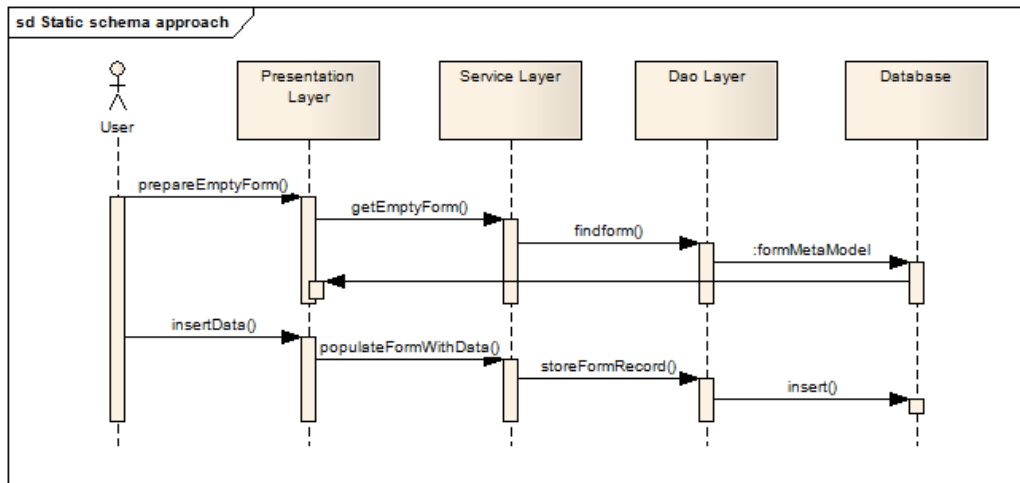 sd Static schema approach
User
Presentation
Layer
Service Layer
Dao Layer
Database
prepareEmptyForm()
getEmptyForm()
findform()
:formMetaModel
insertData()
populateFormWithData()
storeFormRecord()
insert()